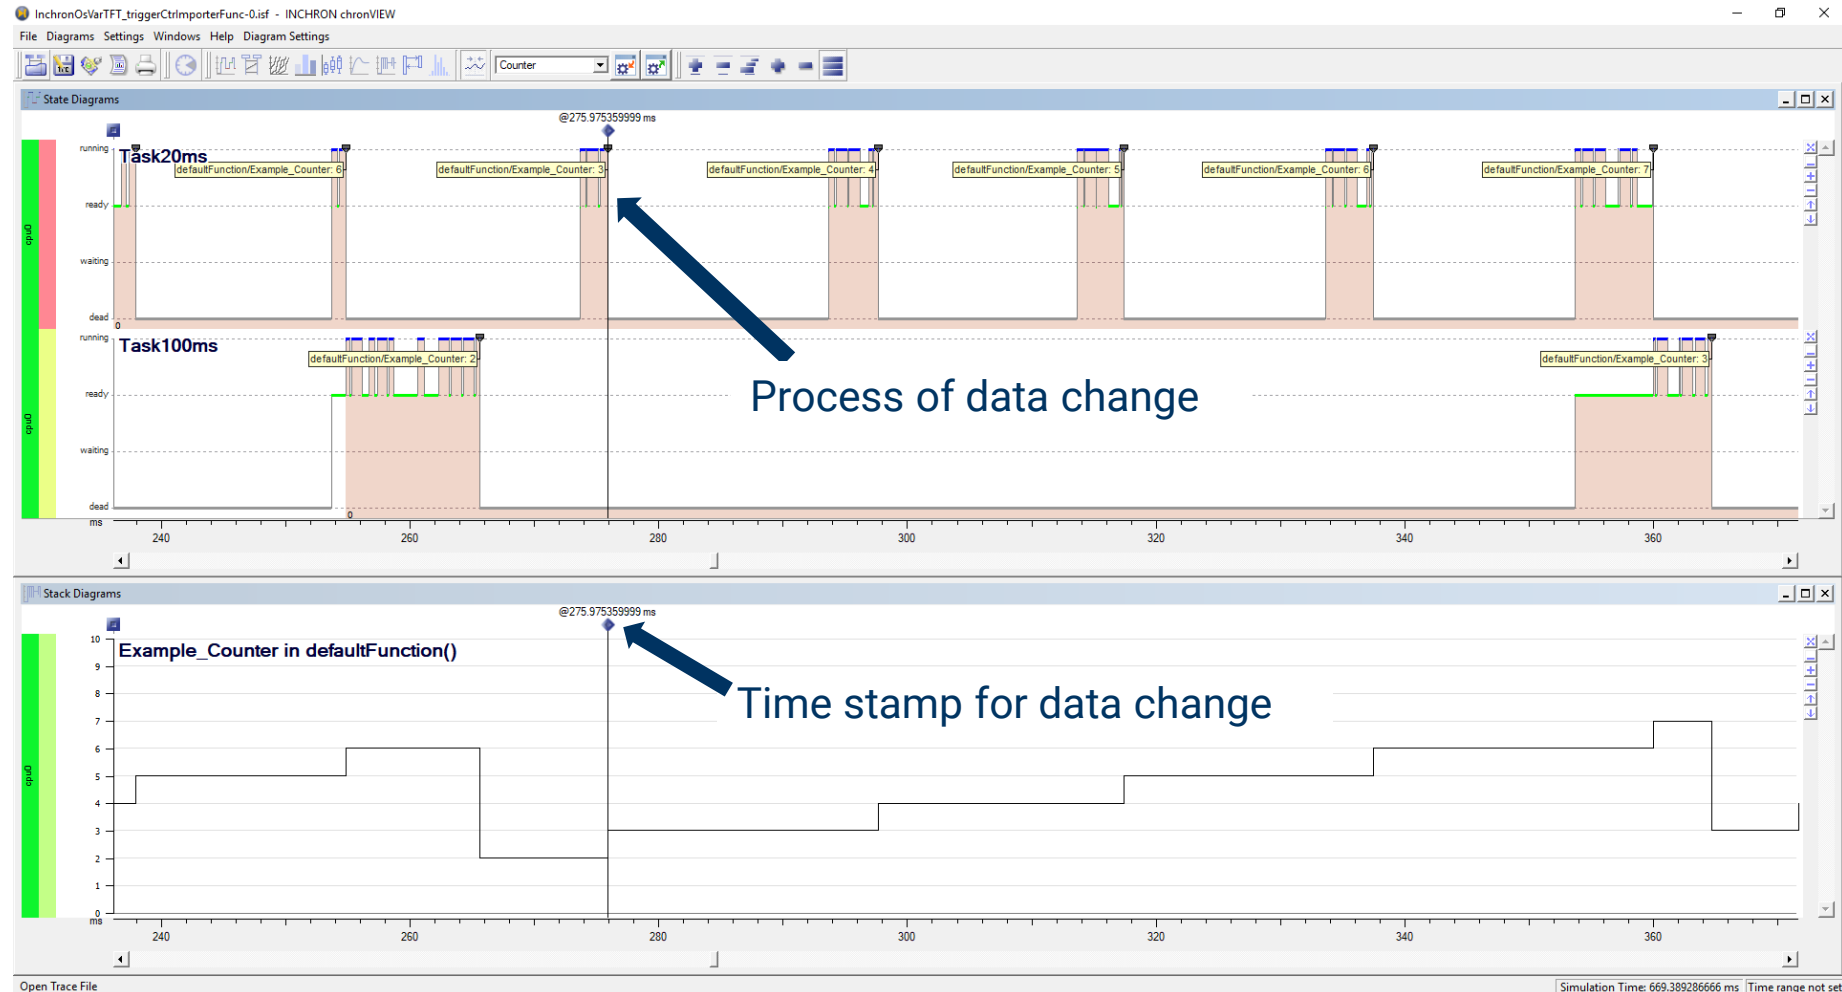 InchronOsVarTFT_triggerCtrlmporterFunc-0.isf - INCHRON chronVIEW
File Diagrams Settings Windows Help Diagram Settings
Counter
State Diagrams
@275.975359999 ms
running
Task20ms
defaultFunction/Example_Counter: 6
defaultFunction/Example_Counter: 3
defaultFunction/Example_Counter: 4
defaultFunction/Example_Counter: 5
defaultFunction/Example_Counter: 6
defaultFunction/Example_Counter: 7
ready
cpu0
waiting
dead
0
running
Task100ms
defaultFunction/Example_Counter: 2
defaultFunction/Example_Counter: 3
Process of data change
ready
cpu0
waiting
dead
0
ms
240 260 280 300 320 340 360
Stack Diagrams
@275.975359999 ms
10
Example_Counter in defaultFunction()
9
8
Time stamp for data change
7
6
5
cpu0
4
3
2
1
0
ms
240 260 280 300 320 340 360
Open Trace File
Simulation Time: 669.389286666 ms Time range not set